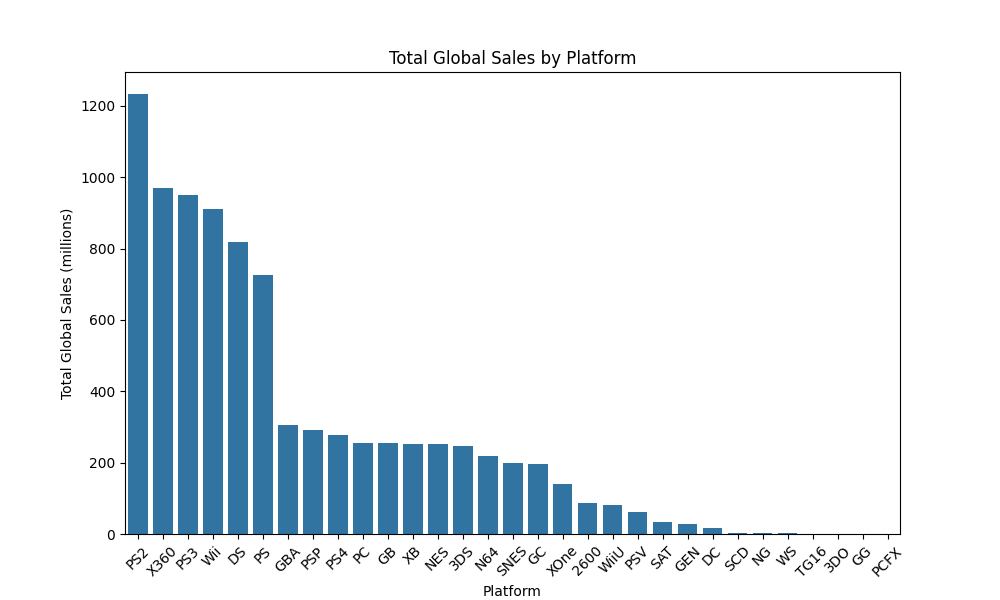 Total Global Sales by Platform
1200
1000
800
600
400
200
0
Total Global Sales (millions)
PS2 X360 PS3 Wii DS PS GBA PSP PS4 PC GB XB NES 3DS N64 SNES GC XOne 2600 WiiU PSV SAT GEN DC SCD NG WS TG16 3DO GG PCFX
Platform